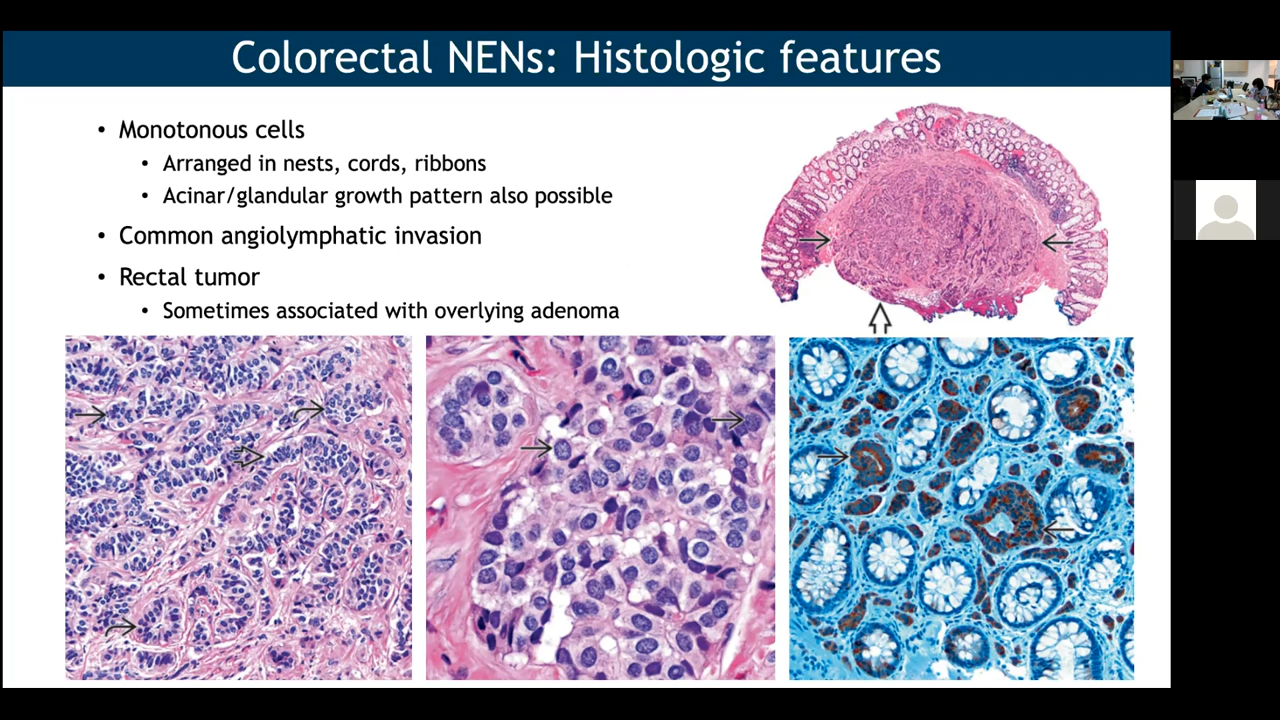 Colorectal NENs: Histologic features
• Monotonous cells
• Arranged in nests, cords, ribbons
• Acinar/glandular growth pattern also possible
• Common angiolymphatic invasion
• Rectal tumor
• Sometimes associated with overlying adenoma